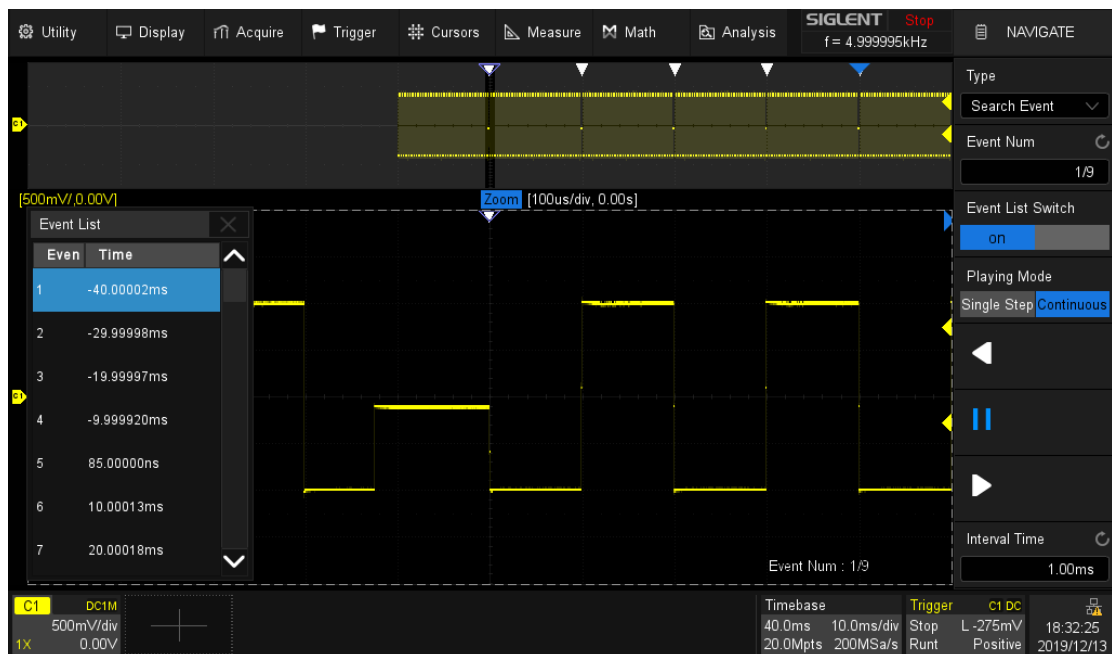 Utility Display Acquire Trigger Cursors Measure Math Analysis
SIGLENT Stop
f = 4.999995kHz
NAVIGATE
Type
Search Event
Event Num
1/9
Event List Switch
on
Playing Mode
Single Step Continuous
Interval Time
1.00ms
C1
[500mV/,0.00V]
Zoom [100us/div, 0.00s]
Event List
Even Time
1 -40.00002ms
2 -29.99998ms
3 -19.99997ms
4 -9.999920ms
5 85.00000ns
6 10.00013ms
7 20.00018ms
C1
Event Num : 1/9
C1 DC1M
500mV/div
1X 0.00V
Timebase
40.0ms 10.0ms/div
20.0Mpts 200MSa/s
Trigger C1 DC
Stop L -275mV
Runt Positive
18:32:25
2019/12/13